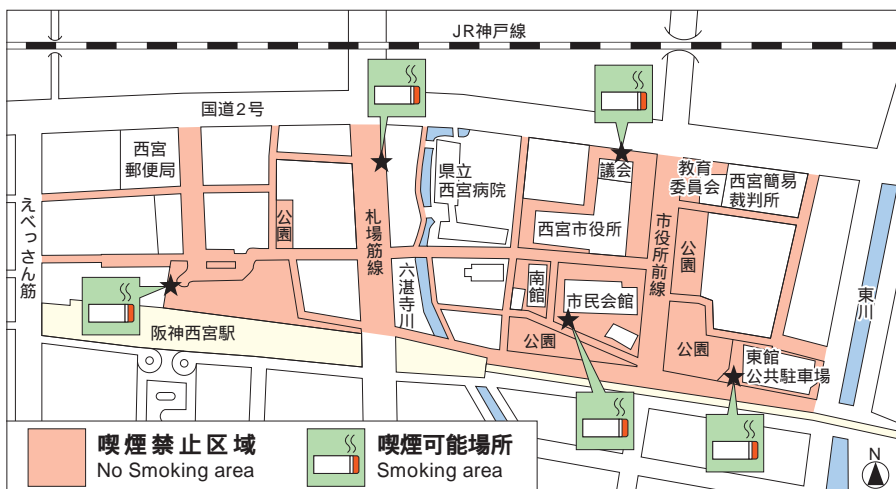 JR神戸線
国道2号
西宮
郵便局
公園
札場筋線
県立
西宮病院
議会
西宮市役所
教育
委員会
西宮簡易
裁判所
市役所前線
公園
えべっさん筋
六湛寺川
南館
市民会館
東川
阪神西宮駅
公園
公園
東館
公共駐車場
喫煙禁止区域
No Smoking area
喫煙可能場所
Smoking area
N